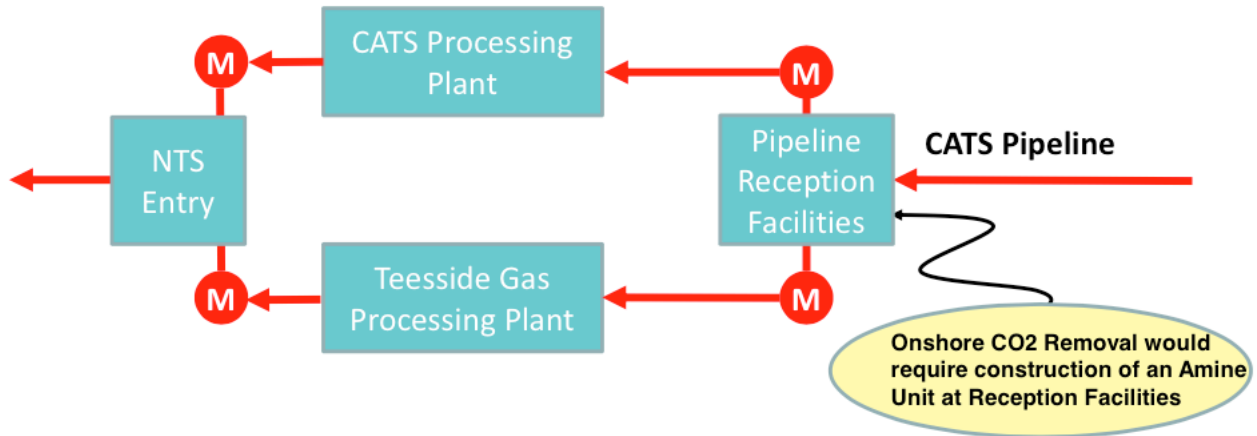 CATS Processing
Plant
M
M
NTS
Entry
Pipeline
Reception
Facilities
CATS Pipeline
Teesside Gas
Processing Plant
M
M
Onshore CO2 Removal would
require construction of an Amine
Unit at Reception Facilities